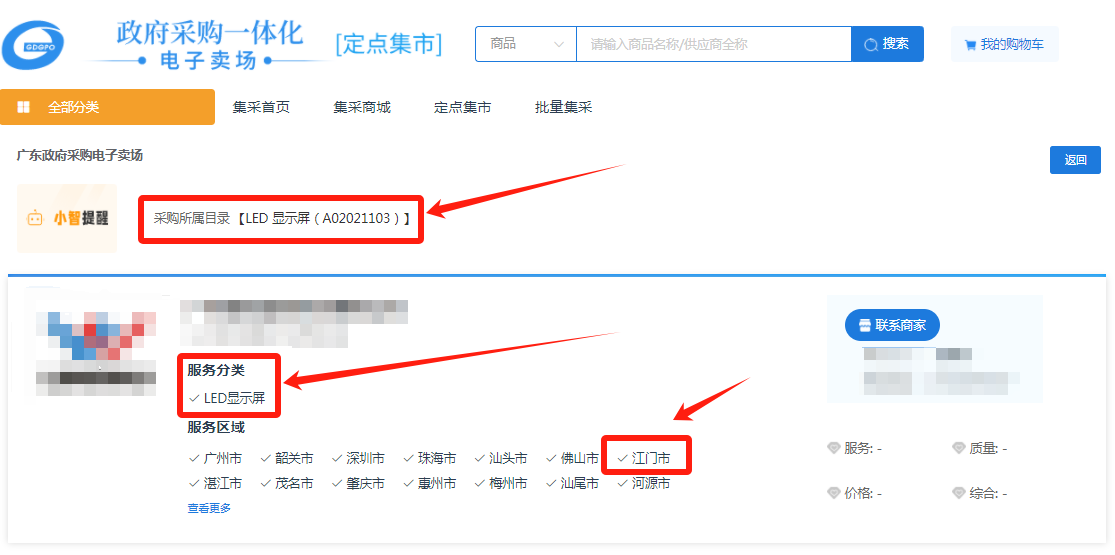 GDGPO
政府采购一体化
电子卖场
[定点集市]
商品
请输入商品名称/供应商全称
搜索
我的购物车
全部分类
集采首页
集采商城
定点集市
批量集采
广东政府采购电子卖场
返回
小智提醒
采购所属目录【LED 显示屏（A02021103）】
联系商家
服务分类
LED显示屏
服务区域
广州市 韶关市 深圳市 珠海市 汕头市 佛山市 江门市
湛江市 茂名市 肇庆市 惠州市 梅州市 汕尾市 河源市
查看更多
服务: - 质量: -
价格: - 综合: -